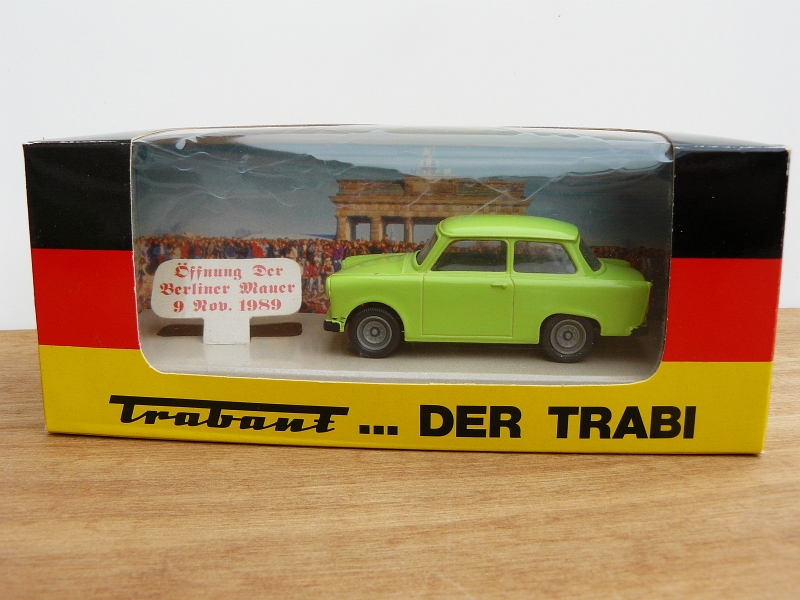 Öffnung Der
Berliner Mauer
9 Nov. 1989
Trabant ... DER TRABI